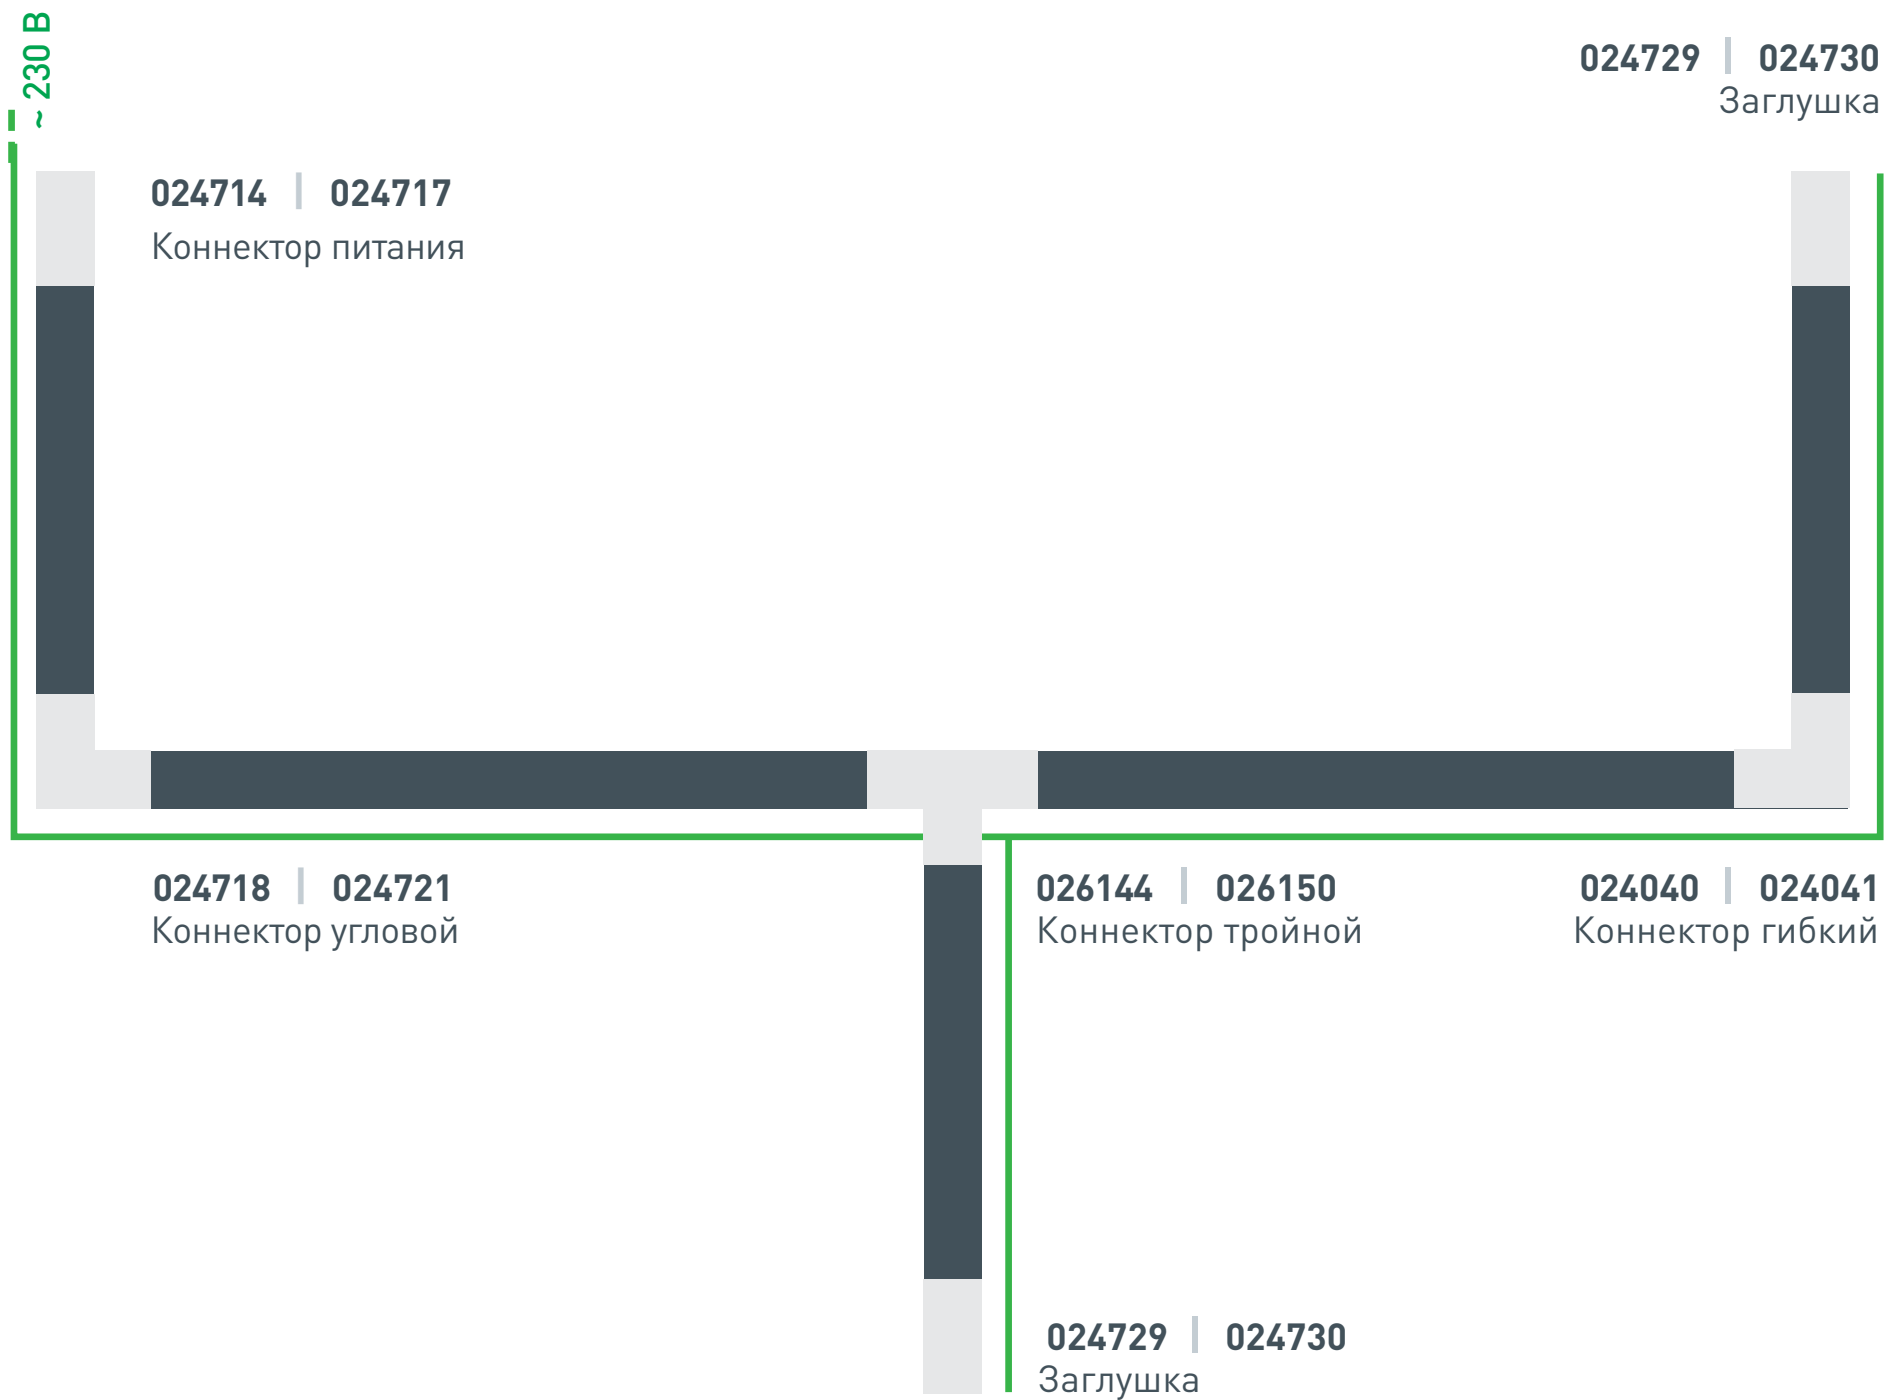 ~ 230 В
024729 | 024730
Заглушка
024714 | 024717
Коннектор питания
024718 | 024721
Коннектор угловой
026144 | 026150
Коннектор тройной
024040 | 024041
Коннектор гибкий
024729 | 024730
Заглушка